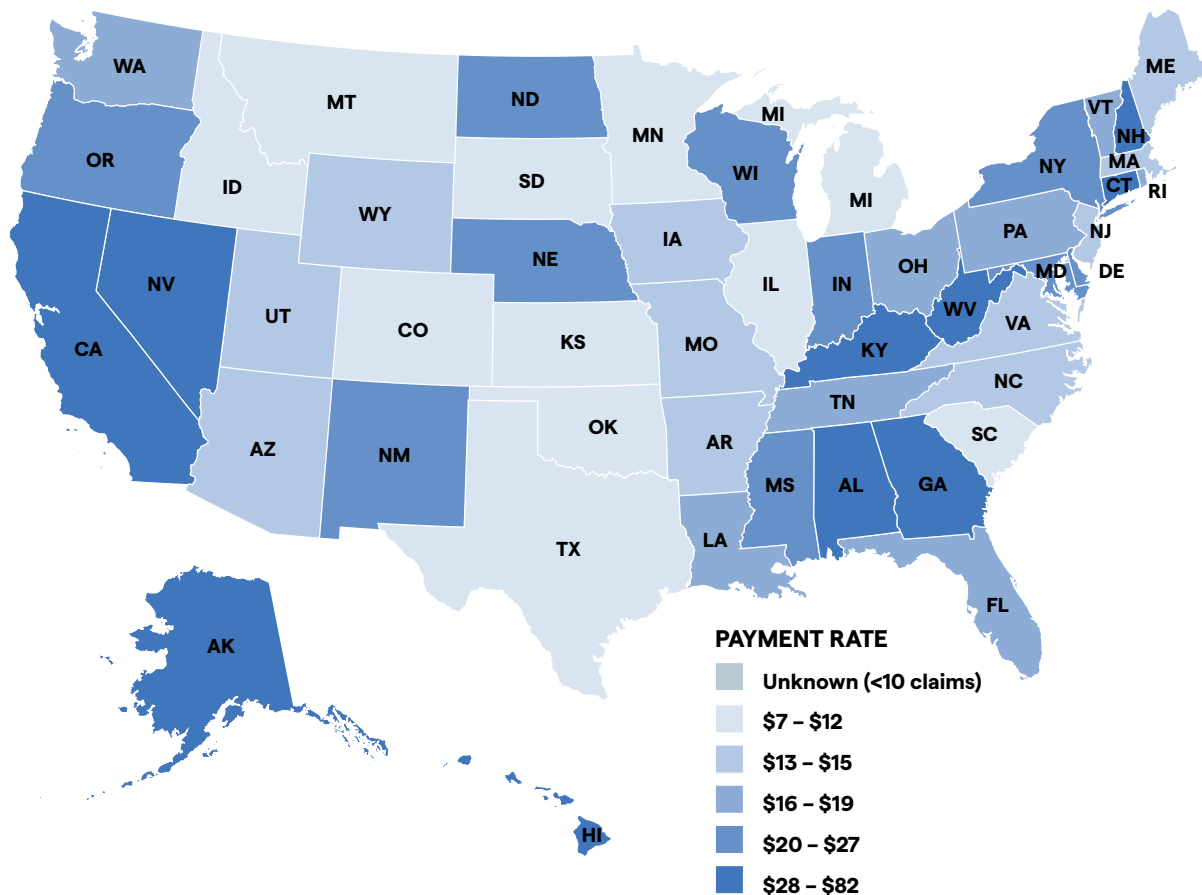 WA
MT
ND
MN
MI
ME
VT
NH
OR
ID
SD
WI
MI
NY
MA
CT
RI
WY
IA
PA
NJ
NV
NE
IL
IN
OH
MD
DE
UT
CO
KS
MO
WV
VA
CA
KY
NC
AZ
NM
OK
AR
TN
SC
TX
LA
MS
AL
GA
FL
AK
HI
PAYMENT RATE
Unknown (<10 claims)
$7 – $12
$13 – $15
$16 – $19
$20 – $27
$28 – $82